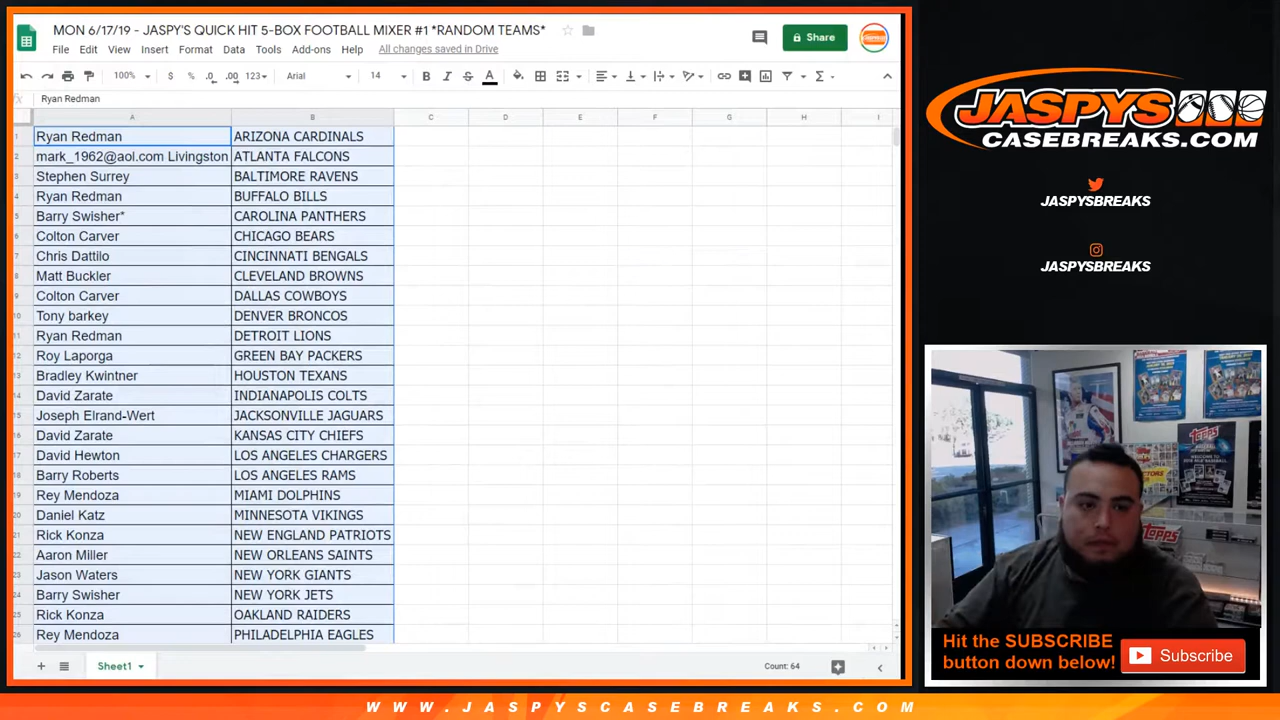 MON 6/17/19 - JASPY'S QUICK HIT 5-BOX FOOTBALL MIXER #1 *RANDOM TEAMS*
File Edit View Insert Format Data Tools Add-ons Help All changes saved in Drive
Share
100% $ % .0 .00 123 Arial 14 B I S A
fx Ryan Redman
A B C D E F G H I
1 Ryan Redman ARIZONA CARDINALS
2 mark_1962@aol.com Livingston ATLANTA FALCONS
3 Stephen Surrey BALTIMORE RAVENS
4 Ryan Redman BUFFALO BILLS
5 Barry Swisher* CAROLINA PANTHERS
6 Colton Carver CHICAGO BEARS
7 Chris Dattilo CINCINNATI BENGALS
8 Matt Buckler CLEVELAND BROWNS
9 Colton Carver DALLAS COWBOYS
10 Tony barkey DENVER BRONCOS
11 Ryan Redman DETROIT LIONS
12 Roy Laporga GREEN BAY PACKERS
13 Bradley Kwintner HOUSTON TEXANS
14 David Zarate INDIANAPOLIS COLTS
15 Joseph Elrand-Wert JACKSONVILLE JAGUARS
16 David Zarate KANSAS CITY CHIEFS
17 David Hewton LOS ANGELES CHARGERS
18 Barry Roberts LOS ANGELES RAMS
19 Rey Mendoza MIAMI DOLPHINS
20 Daniel Katz MINNESOTA VIKINGS
21 Rick Konza NEW ENGLAND PATRIOTS
22 Aaron Miller NEW ORLEANS SAINTS
23 Jason Waters NEW YORK GIANTS
24 Barry Swisher NEW YORK JETS
25 Rick Konza OAKLAND RAIDERS
26 Rey Mendoza PHILADELPHIA EAGLES
Sheet1
Count: 64
JASPYS
CASEBREAKS.COM
JASPYSBREAKS
JASPYSBREAKS
TOPPS
TOPPS
Hit the SUBSCRIBE
button down below!
Subscribe
WWW.JASPYSCASEBREAKS.COM